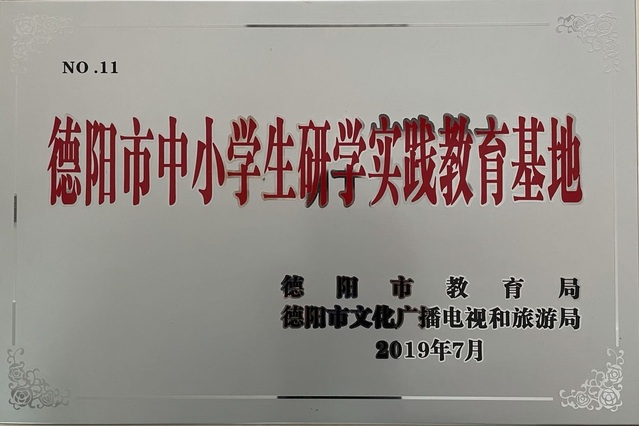 NO.11
德阳市中小学生研学实践教育基地
德阳市教育局
德阳市文化广播电视和旅游局
2019年7月